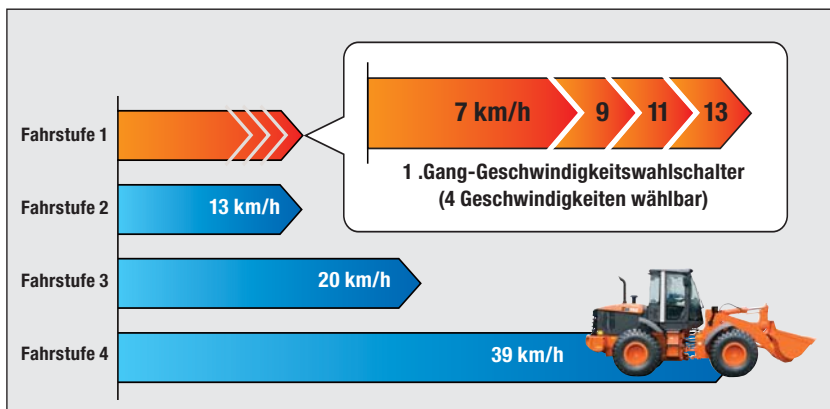 7 km/h 9 11 13
Fahrstufe 1
1 .Gang-Geschwindigkeitswahlschalter
(4 Geschwindigkeiten wählbar)
Fahrstufe 2
13 km/h
Fahrstufe 3
20 km/h
Fahrstufe 4
39 km/h